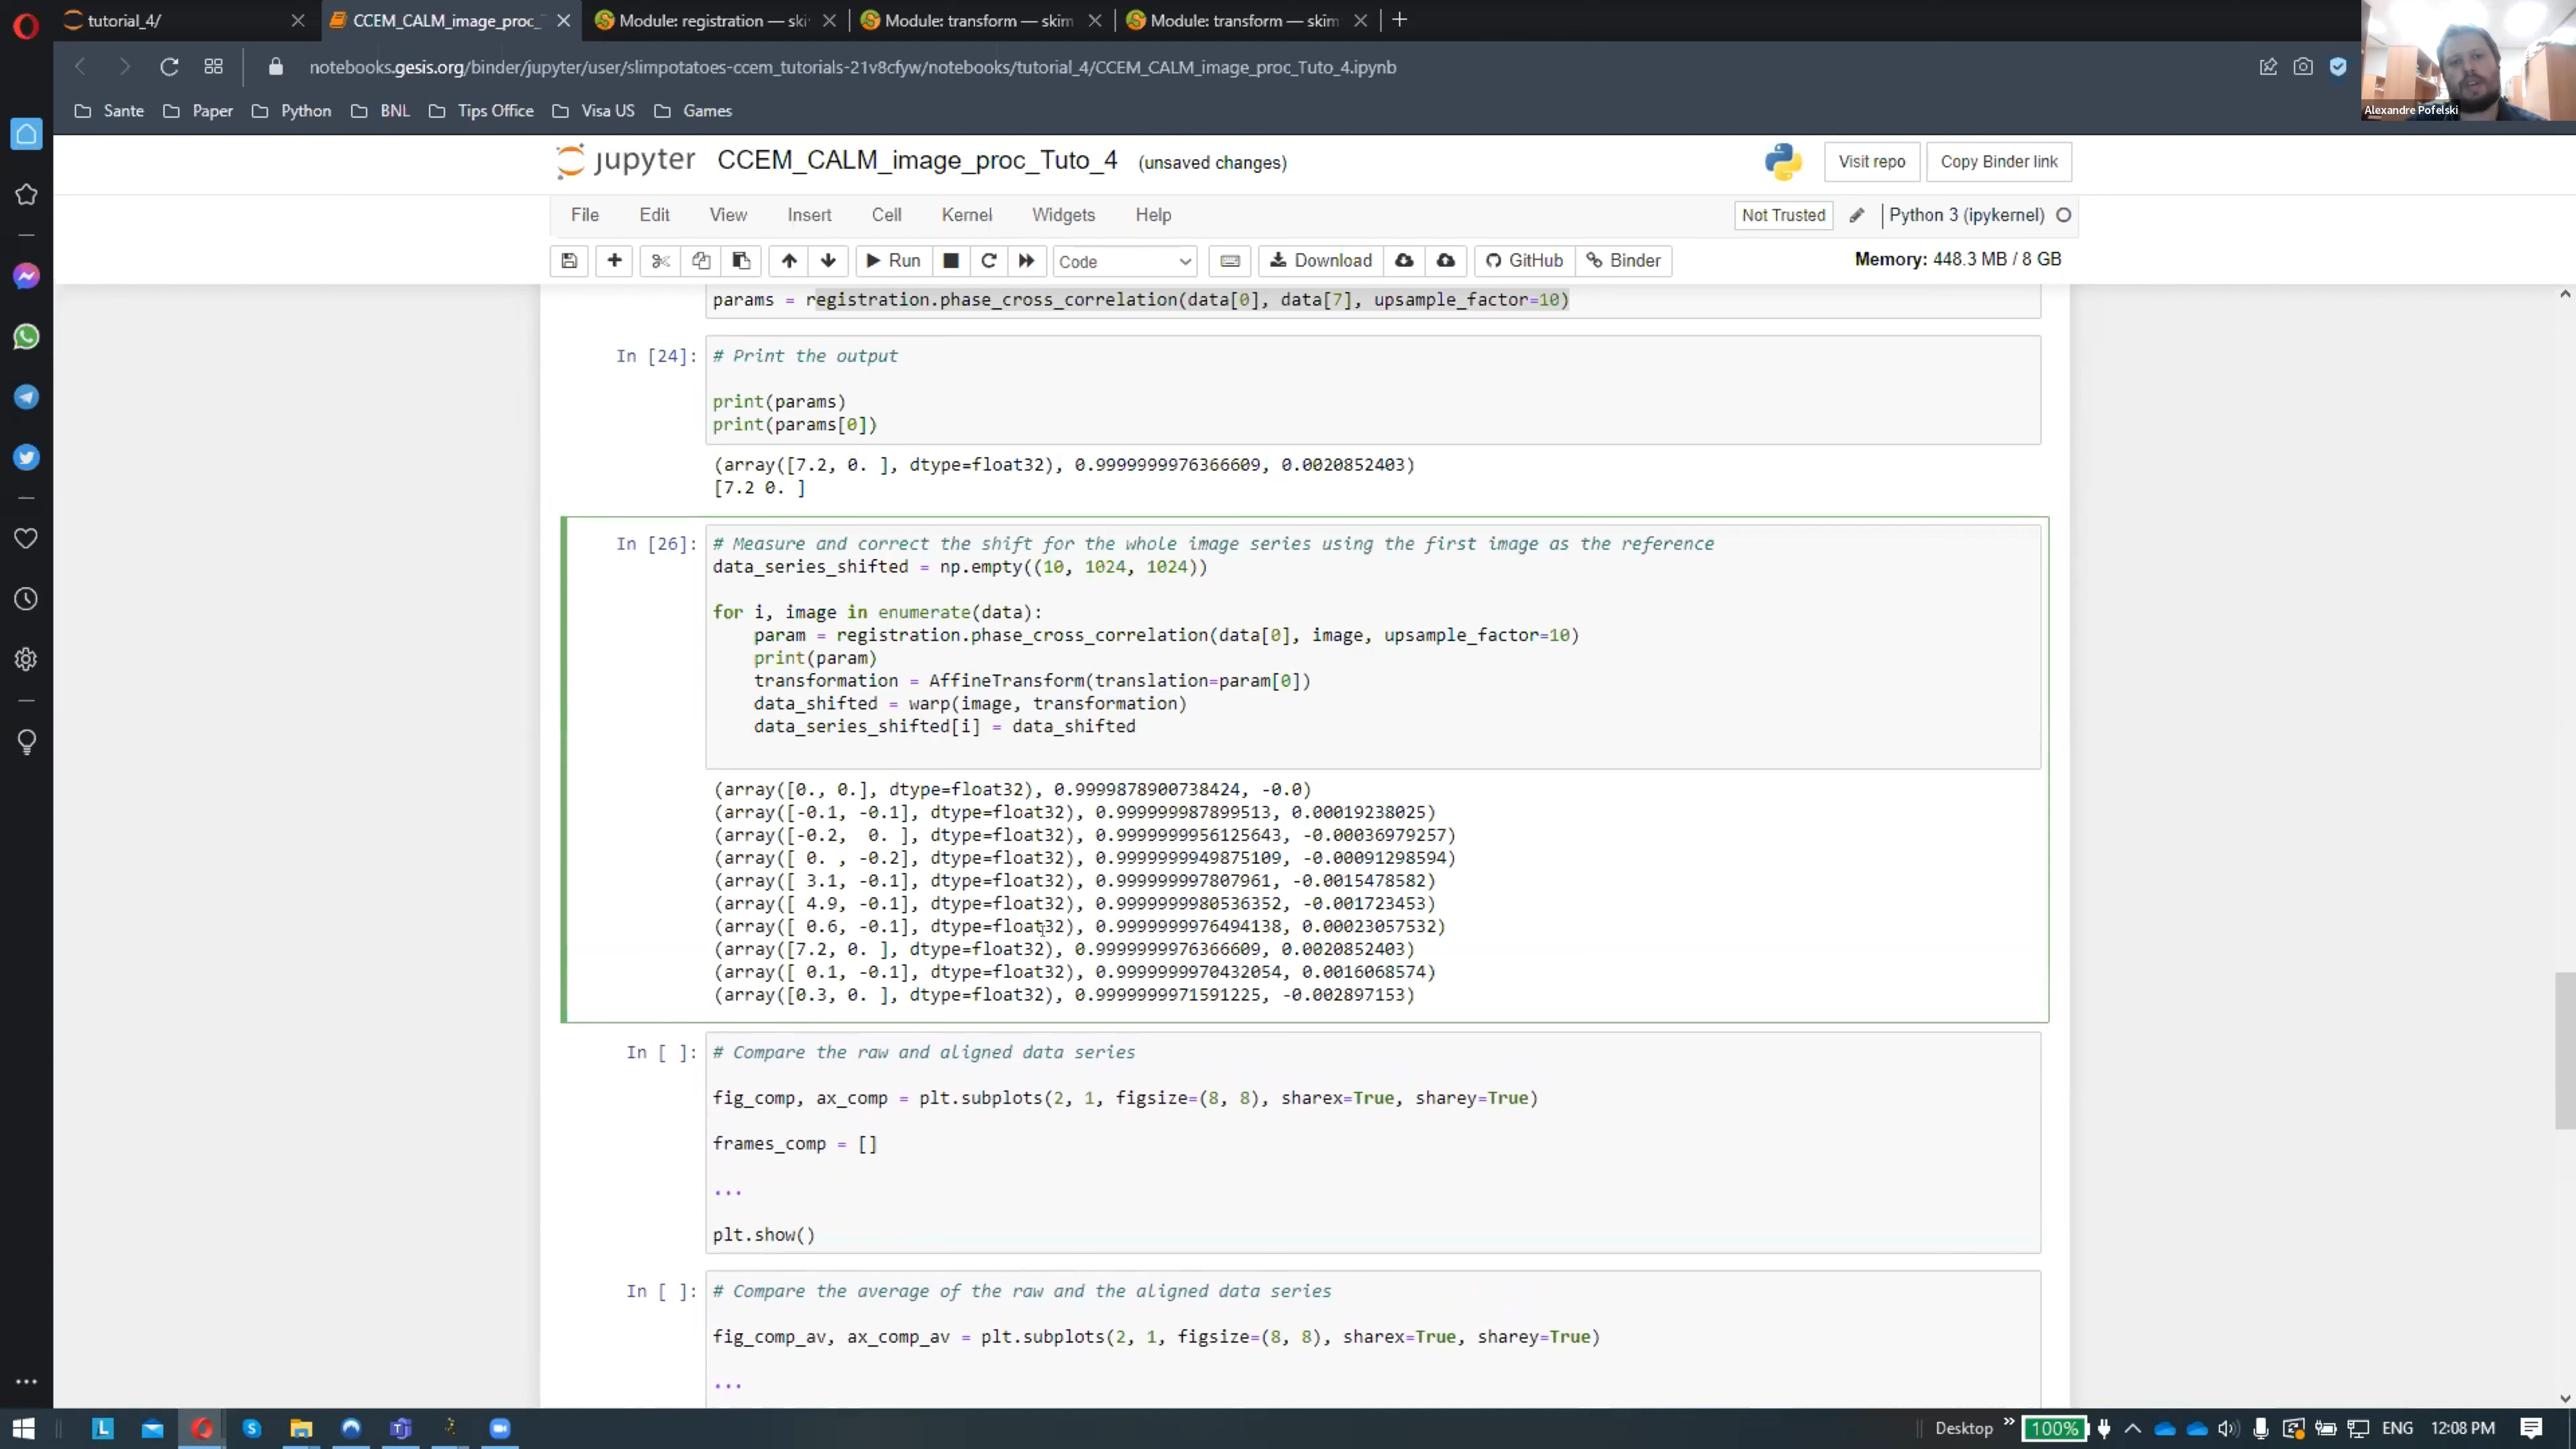 tutorial_4/
CCEM_CALM_image_proc_
Module: registration — ski
Module: transform — skim
Module: transform — skim
notebooks.gesis.org/binder/jupyter/user/slimpotatoes-ccem_tutorials-21v8cfyw/notebooks/tutorial_4/CCEM_CALM_image_proc_Tuto_4.ipynb
Sante Paper Python BNL Tips Office Visa US Games
Alexandre Pofelski
jupyter CCEM_CALM_image_proc_Tuto_4 (unsaved changes)
Visit repo Copy Binder link
File Edit View Insert Cell Kernel Widgets Help
Not Trusted Python 3 (ipykernel)
Run Code Download GitHub Binder
Memory: 448.3 MB / 8 GB
params = registration.phase_cross_correlation(data[0], data[7], upsample_factor=10)
In [24]: # Print the output
print(params)
print(params[0])
(array([7.2, 0. ], dtype=float32), 0.9999999976366609, 0.0020852403)
[7.2 0. ]
In [26]: # Measure and correct the shift for the whole image series using the first image as the reference
data_series_shifted = np.empty((10, 1024, 1024))
for i, image in enumerate(data):
param = registration.phase_cross_correlation(data[0], image, upsample_factor=10)
print(param)
transformation = AffineTransform(translation=param[0])
data_shifted = warp(image, transformation)
data_series_shifted[i] = data_shifted
(array([0., 0.], dtype=float32), 0.9999878900738424, -0.0)
(array([-0.1, -0.1], dtype=float32), 0.999999987899513, 0.00019238025)
(array([-0.2,  0. ], dtype=float32), 0.9999999956125643, -0.00036979257)
(array([ 0. , -0.2], dtype=float32), 0.9999999949875109, -0.00091298594)
(array([ 3.1, -0.1], dtype=float32), 0.999999997807961, -0.0015478582)
(array([ 4.9, -0.1], dtype=float32), 0.9999999980536352, -0.001723453)
(array([ 0.6, -0.1], dtype=float32), 0.9999999976494138, 0.00023057532)
(array([7.2, 0. ], dtype=float32), 0.9999999976366609, 0.0020852403)
(array([ 0.1, -0.1], dtype=float32), 0.9999999970432054, 0.0016068574)
(array([0.3, 0. ], dtype=float32), 0.9999999971591225, -0.002897153)
In [ ]: # Compare the raw and aligned data series
fig_comp, ax_comp = plt.subplots(2, 1, figsize=(8, 8), sharex=True, sharey=True)
frames_comp = []
...
plt.show()
In [ ]: # Compare the average of the raw and the aligned data series
fig_comp_av, ax_comp_av = plt.subplots(2, 1, figsize=(8, 8), sharex=True, sharey=True)
...
Desktop » 100% ENG 12:08 PM